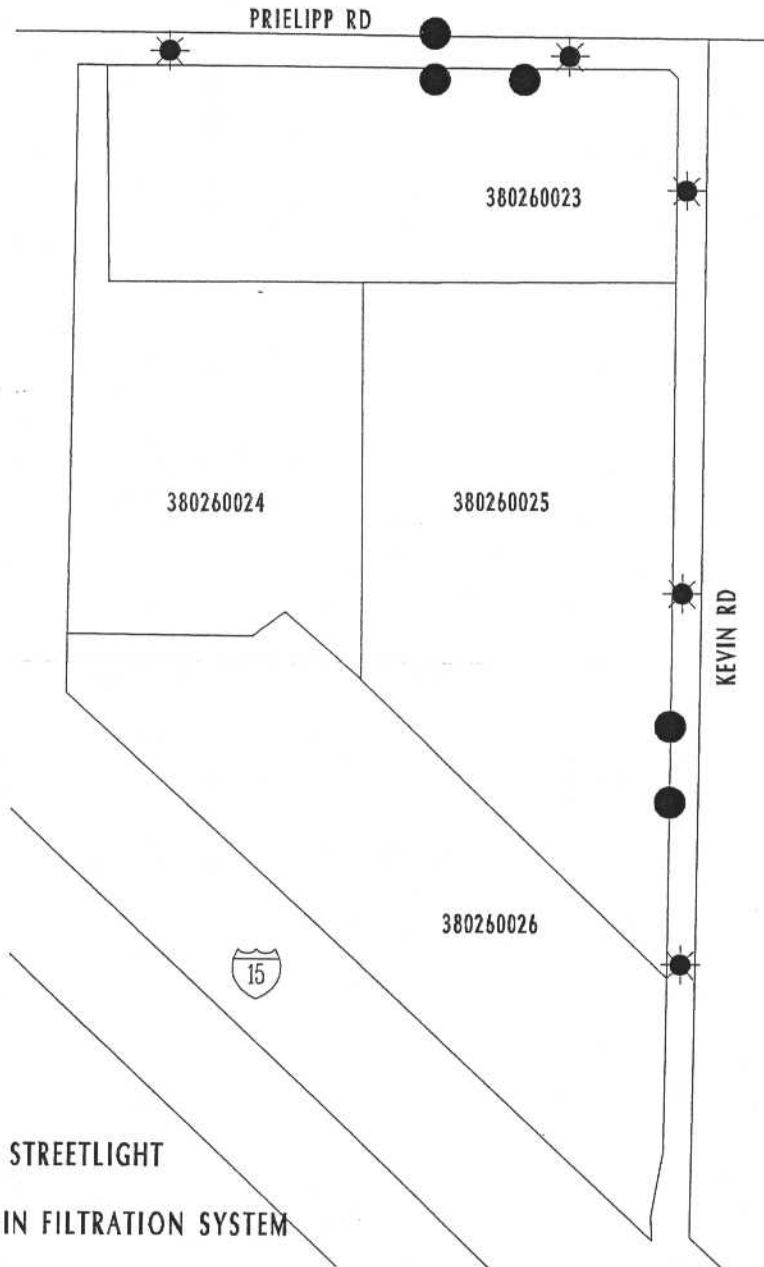 PRIELIPP RD
380260023
380260024
380260025
KEVIN RD
380260026
15
STREETLIGHT
IN FILTRATION SYSTEM